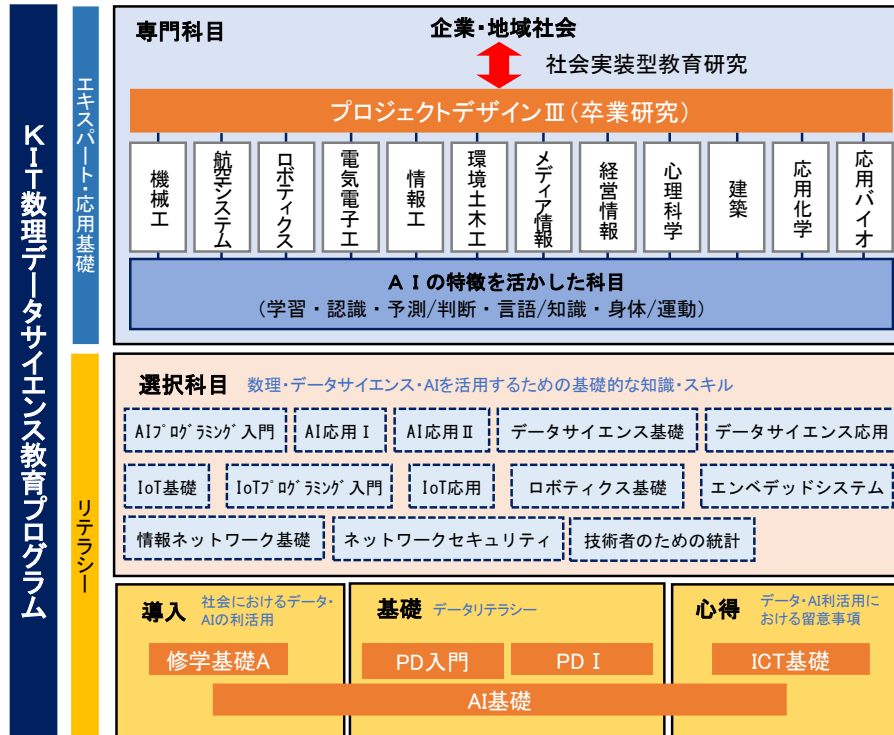 KIT数理データサイエンス教育プログラム
エキスパート・応用基礎
リテラシー
専門科目
企業・地域社会
社会実装型教育研究
プロジェクトデザインⅢ(卒業研究)
機械工
航空システム
ロボティクス
電気電子工
情報工
環境土木工
メディア情報
経営情報
心理科学
建築
応用化学
応用バイオ
AIの特徴を活かした科目
(学習・認識・予測/判断・言語/知識・身体/運動)
選択科目
数理・データサイエンス・AIを活用するための基礎的な知識・スキル
AIプログラミング入門
AI応用Ⅰ
AI応用Ⅱ
データサイエンス基礎
データサイエンス応用
IoT基礎
IoTプログラミング入門
IoT応用
ロボティクス基礎
エンベデッドシステム
情報ネットワーク基礎
ネットワークセキュリティ
技術者のための統計
導入
社会におけるデータ・
AIの利活用
修学基礎A
基礎
データリテラシー
PD入門
PDⅠ
心得
データ・AI利活用に
おける留意事項
ICT基礎
AI基礎